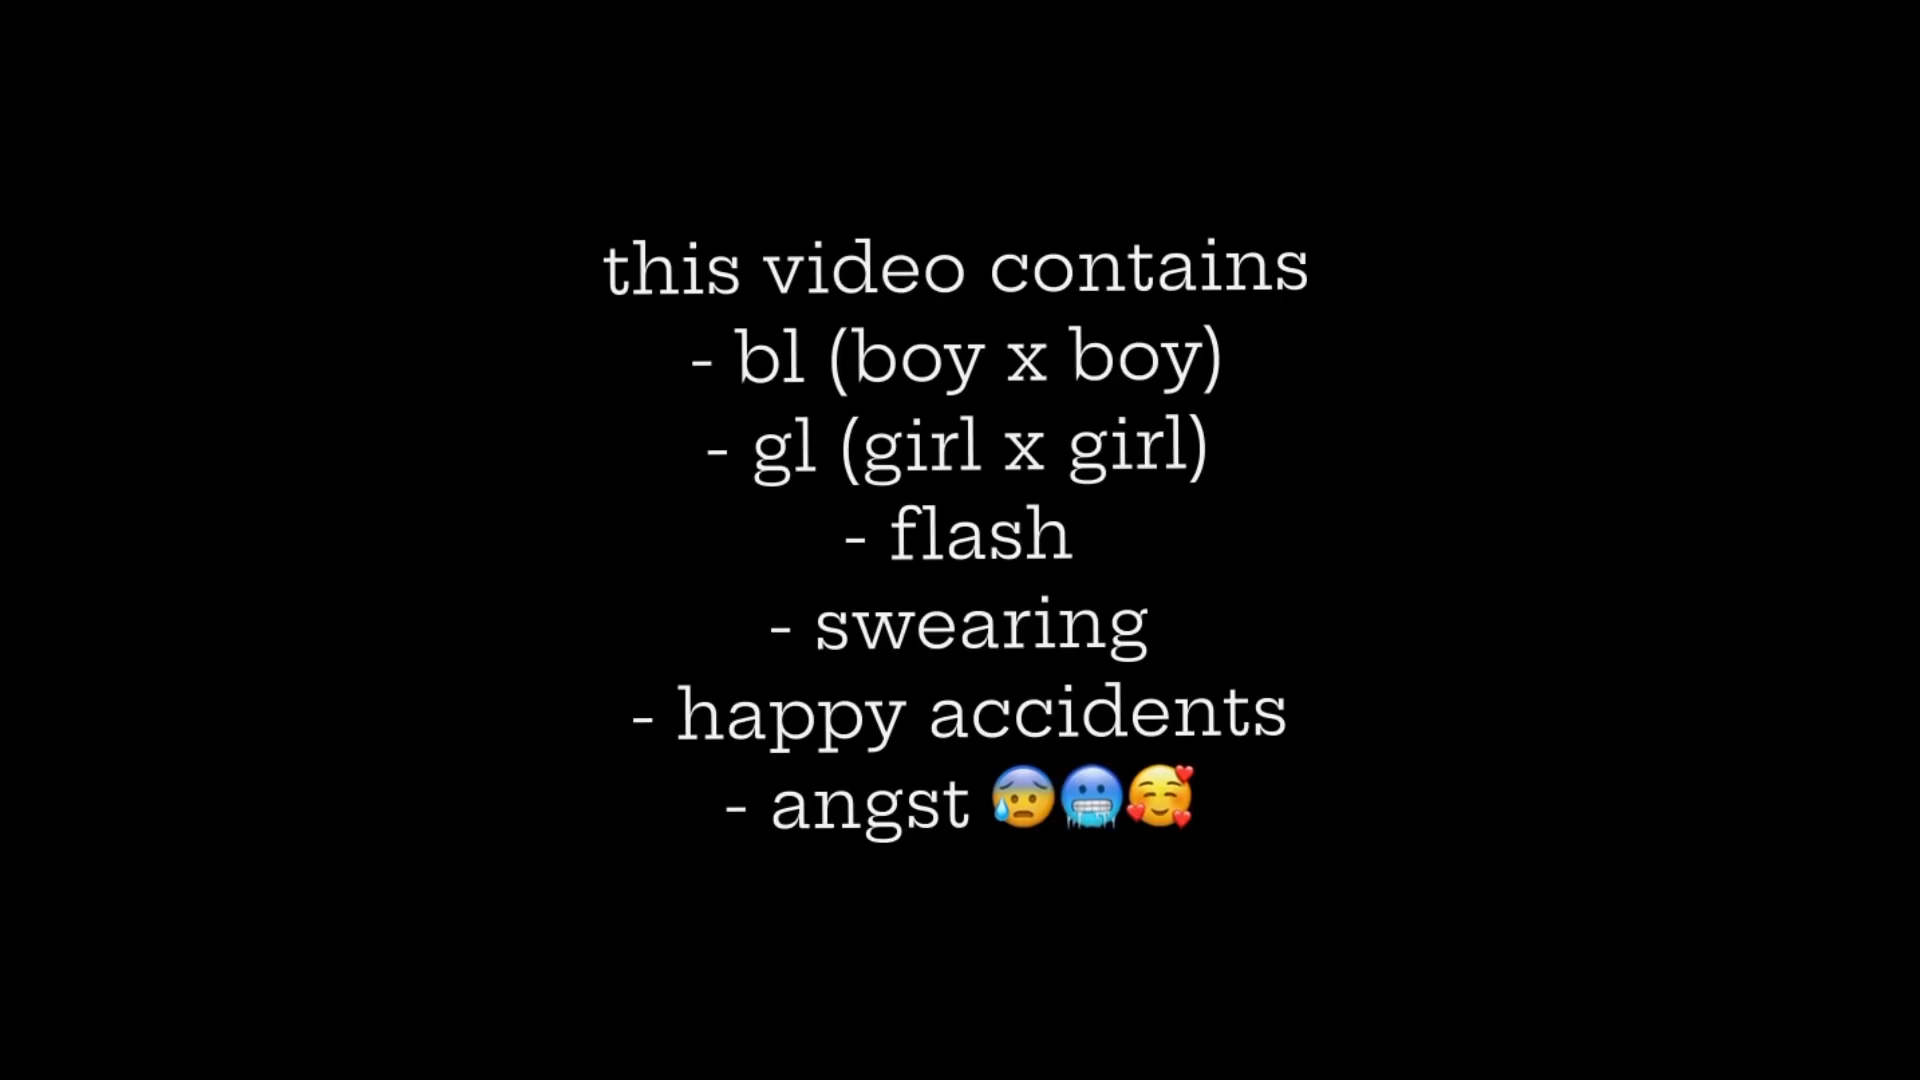 this video contains
- bl (boy x boy)
- gl (girl x girl)
- flash
- swearing
- happy accidents
- angst 😰🥶🥰